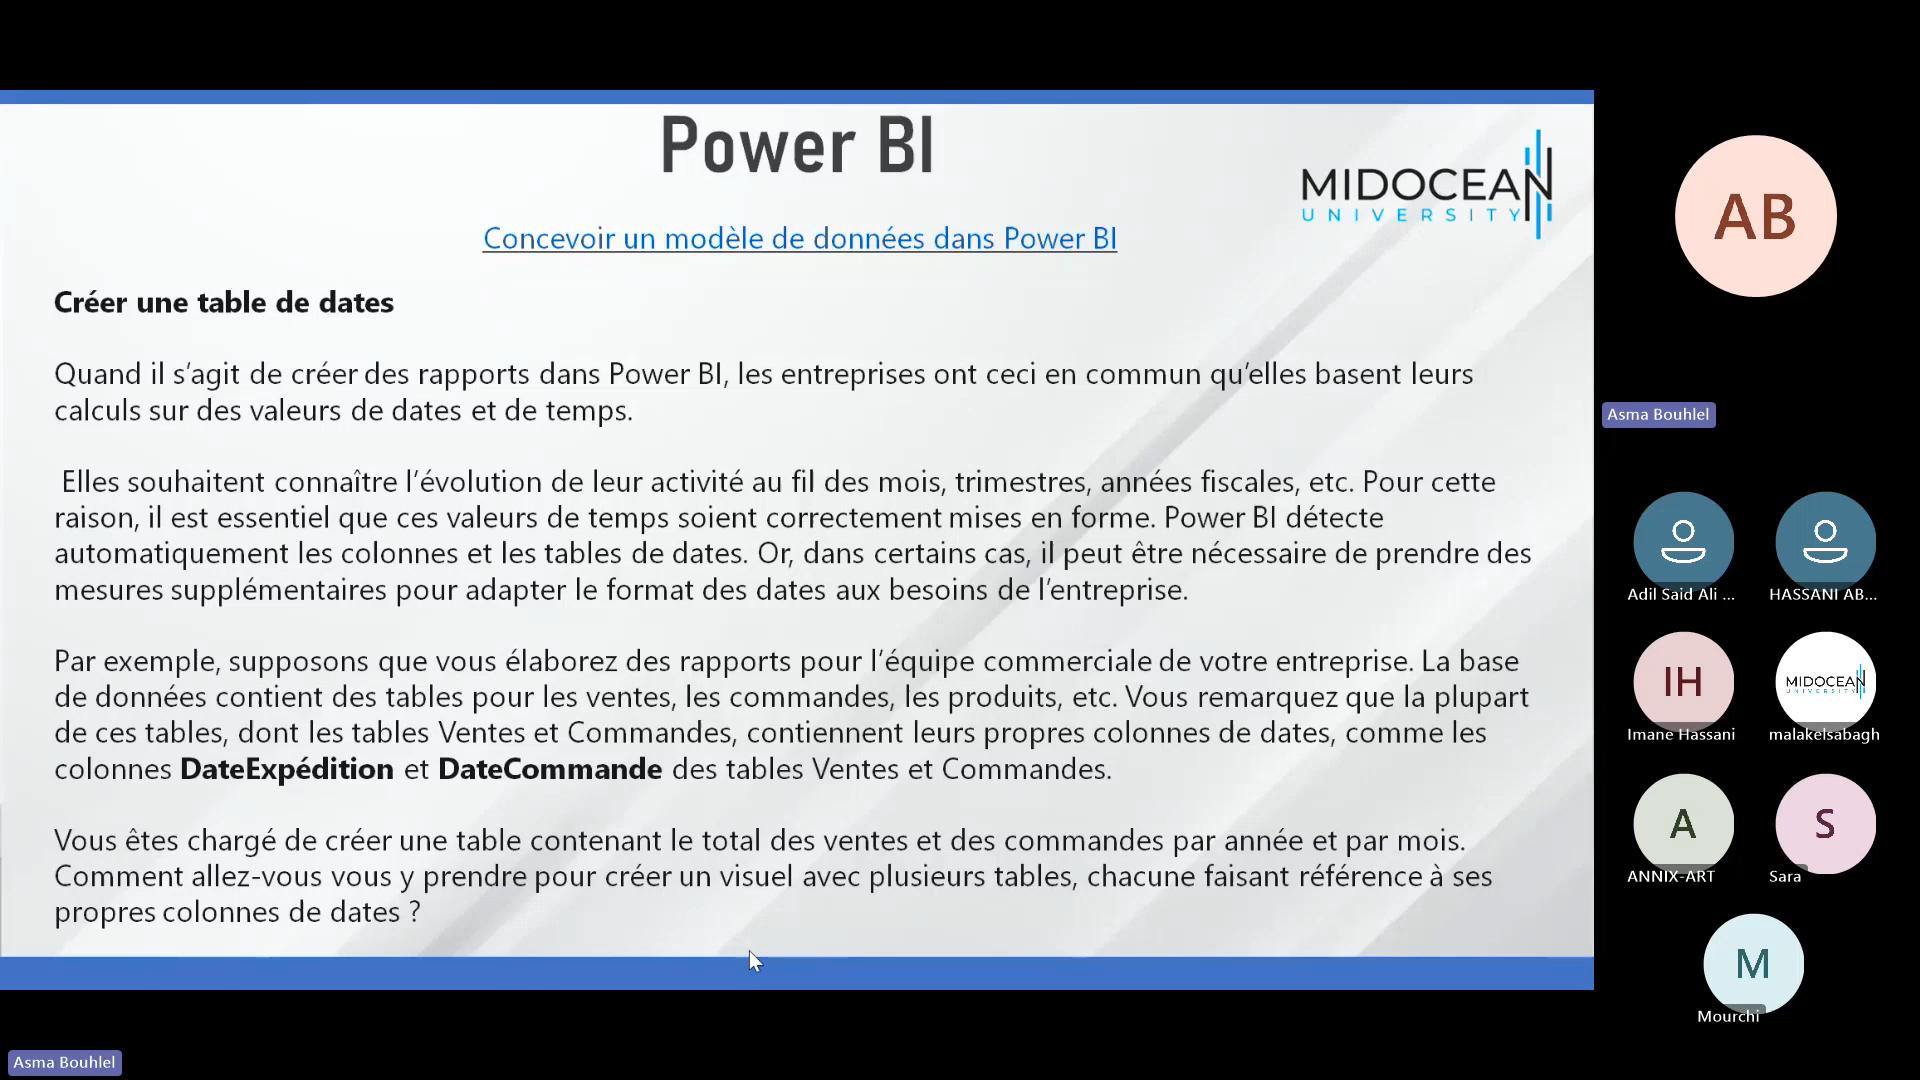 Power BI
MIDOCEAN
UNIVERSITY
Concevoir un modèle de données dans Power BI
Créer une table de dates
Quand il s’agit de créer des rapports dans Power BI, les entreprises ont ceci en commun qu’elles basent leurs
calculs sur des valeurs de dates et de temps.
Elles souhaitent connaître l’évolution de leur activité au fil des mois, trimestres, années fiscales, etc. Pour cette
raison, il est essentiel que ces valeurs de temps soient correctement mises en forme. Power BI détecte
automatiquement les colonnes et les tables de dates. Or, dans certains cas, il peut être nécessaire de prendre des
mesures supplémentaires pour adapter le format des dates aux besoins de l’entreprise.
Par exemple, supposons que vous élaborez des rapports pour l’équipe commerciale de votre entreprise. La base
de données contient des tables pour les ventes, les commandes, les produits, etc. Vous remarquez que la plupart
de ces tables, dont les tables Ventes et Commandes, contiennent leurs propres colonnes de dates, comme les
colonnes DateExpédition et DateCommande des tables Ventes et Commandes.
Vous êtes chargé de créer une table contenant le total des ventes et des commandes par année et par mois.
Comment allez-vous vous y prendre pour créer un visuel avec plusieurs tables, chacune faisant référence à ses
propres colonnes de dates ?
Asma Bouhlel
AB
Asma Bouhlel
Adil Said Ali ...
HASSANI AB...
IH
Imane Hassani
MIDOCEAN
UNIVERSITY
malakelsabagh
A
ANNIX-ART
S
Sara
M
Mourchi